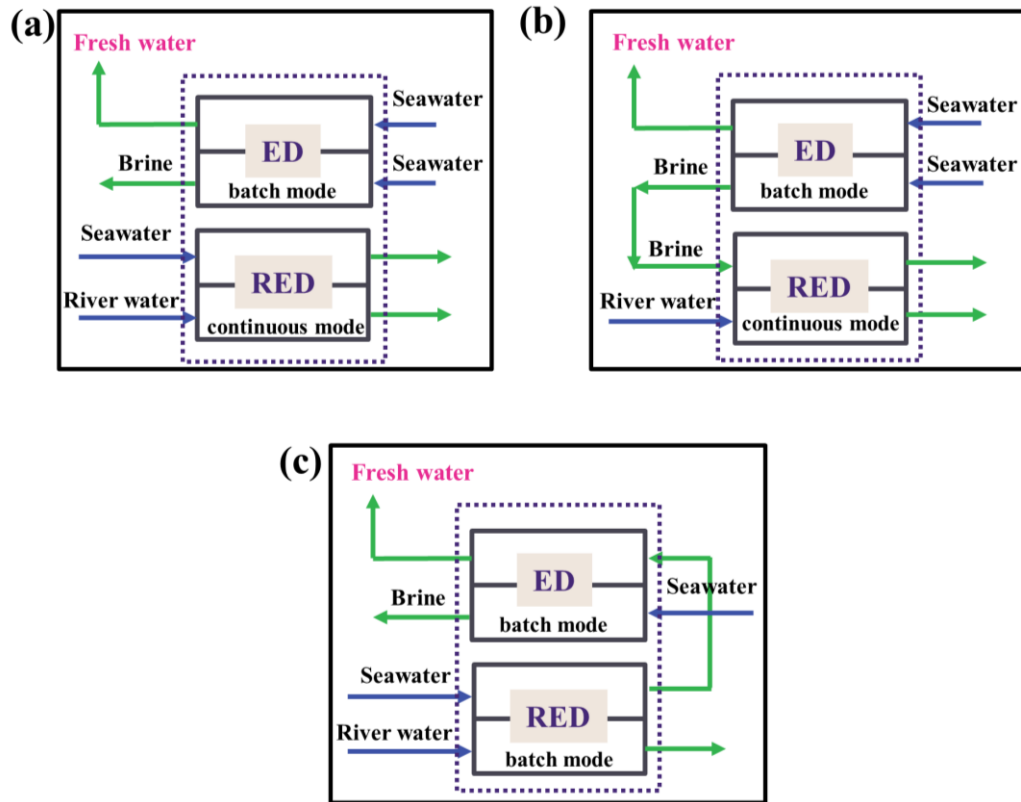 (a)
Fresh water
Seawater
ED
Brine
Seawater
batch mode
Seawater
RED
River water
continuous mode
(b)
Fresh water
Seawater
ED
Brine
Seawater
batch mode
Brine
RED
River water
continuous mode
(c)
Fresh water
ED
Seawater
Brine
batch mode
Seawater
RED
River water
batch mode